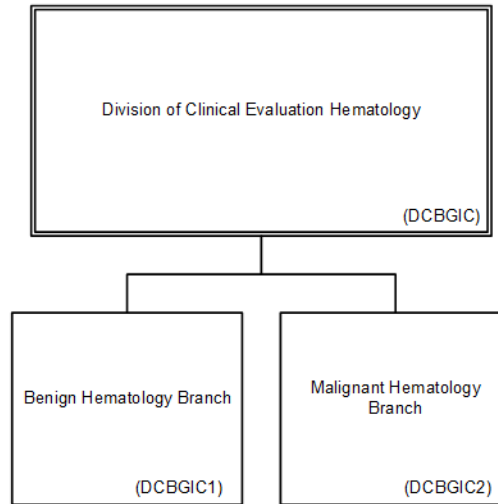 Division of Clinical Evaluation Hematology
(DCBGIC)
Benign Hematology Branch
(DCBGIC1)
Malignant Hematology
Branch
(DCBGIC2)